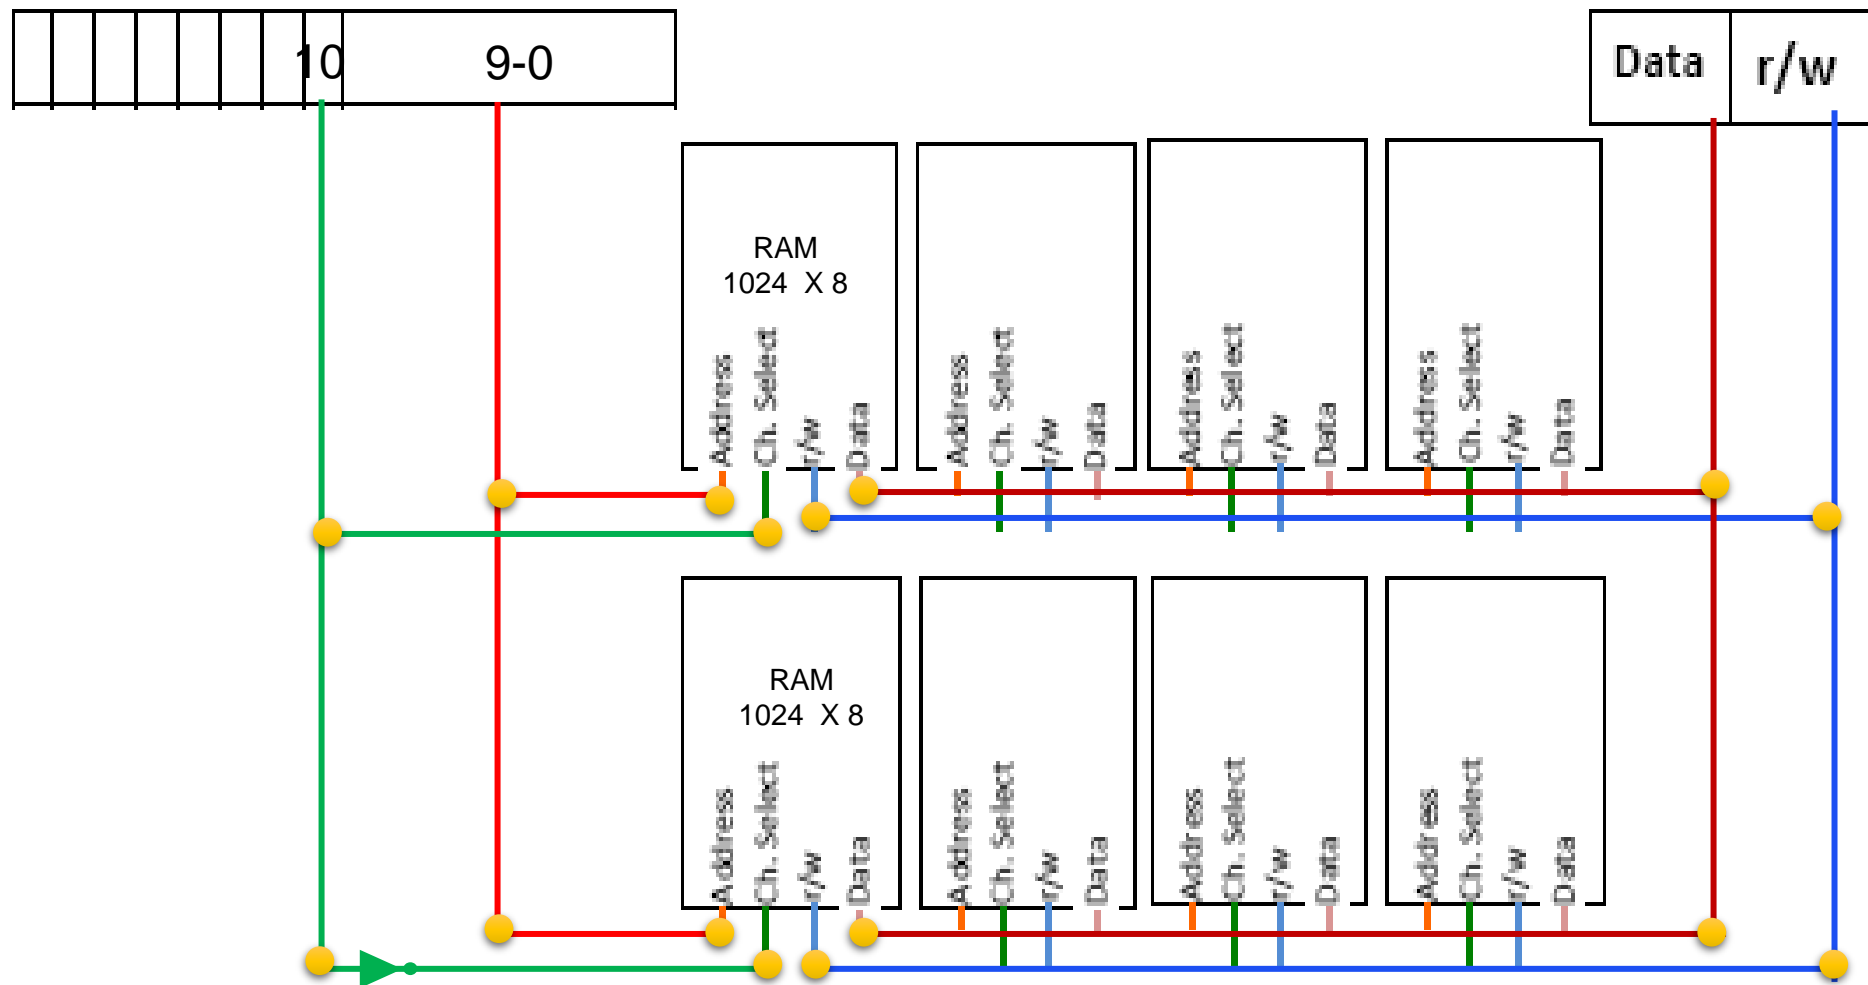 10
9-0
Data
r/w
RAM
1024 X 8
Address
Ch. Select
r/w
Data
Address
Ch. Select
r/w
Data
Address
Ch. Select
r/w
Data
Address
Ch. Select
r/w
Data
RAM
1024 X 8
Address
Ch. Select
r/w
Data
Address
Ch. Select
r/w
Data
Address
Ch. Select
r/w
Data
Address
Ch. Select
r/w
Data